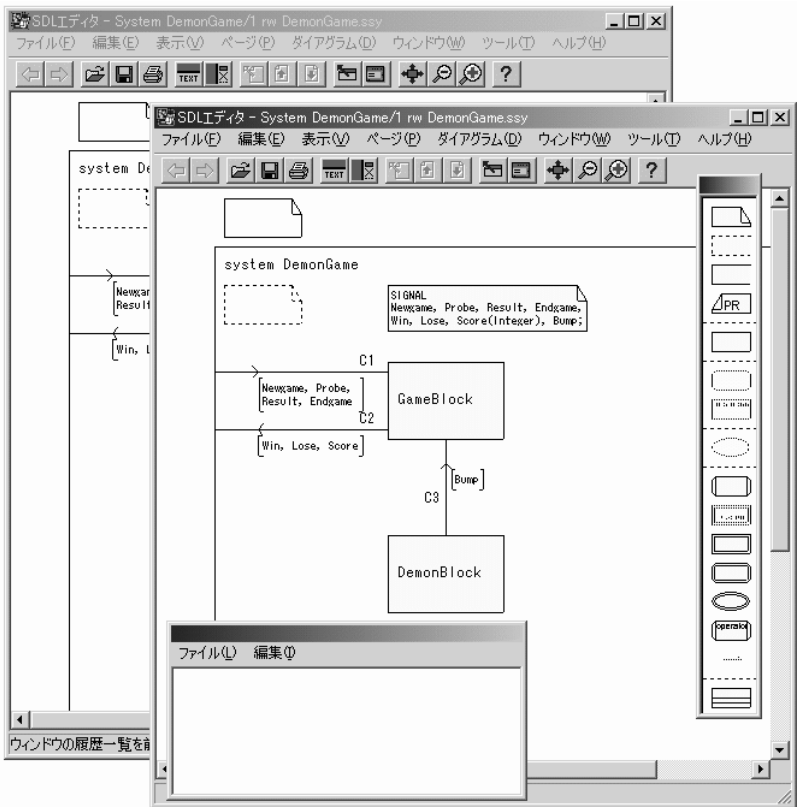 SDLエディタ - System DemonGame/1 rw DemonGame.ssy
ファイル(F) 編集(E) 表示(V) ページ(P) ダイアグラム(D) ウィンドウ(W) ツール(T) ヘルプ(H)
TEXT
?
system De
Newgar
Result
Win, L
ウィンドウの履歴一覧を前
SDLエディタ - System DemonGame/1 rw DemonGame.ssy
ファイル(F) 編集(E) 表示(V) ページ(P) ダイアグラム(D) ウィンドウ(W) ツール(T) ヘルプ(H)
TEXT
?
system DemonGame
SIGNAL
Newgame, Probe, Result, Endgame,
Win, Lose, Score(Integer), Bump;
C1
Newgame, Probe,
Result, Endgame
GameBlock
C2
Win, Lose, Score
Bump
C3
DemonBlock
PR
operator
ファイル(L) 編集(I)